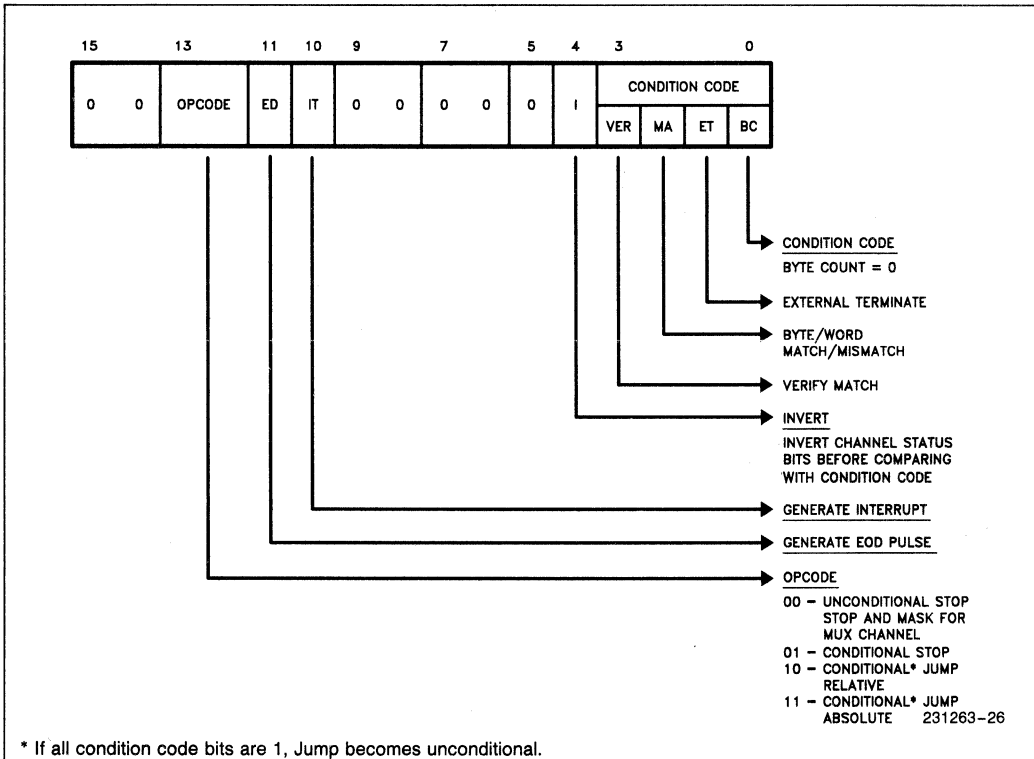 15 13 11 10 9 7 5 4 3 0
0 0 OPCODE ED IT 0 0 0 0 0 I CONDITION CODE
VER MA ET BC
CONDITION CODE
BYTE COUNT = 0
EXTERNAL TERMINATE
BYTE/WORD
MATCH/MISMATCH
VERIFY MATCH
INVERT
INVERT CHANNEL STATUS
BITS BEFORE COMPARING
WITH CONDITION CODE
GENERATE INTERRUPT
GENERATE EOD PULSE
OPCODE
00 – UNCONDITIONAL STOP
STOP AND MASK FOR
MUX CHANNEL
01 – CONDITIONAL STOP
10 – CONDITIONAL* JUMP
RELATIVE
11 – CONDITIONAL* JUMP
ABSOLUTE 231263–26
* If all condition code bits are 1, Jump becomes unconditional.